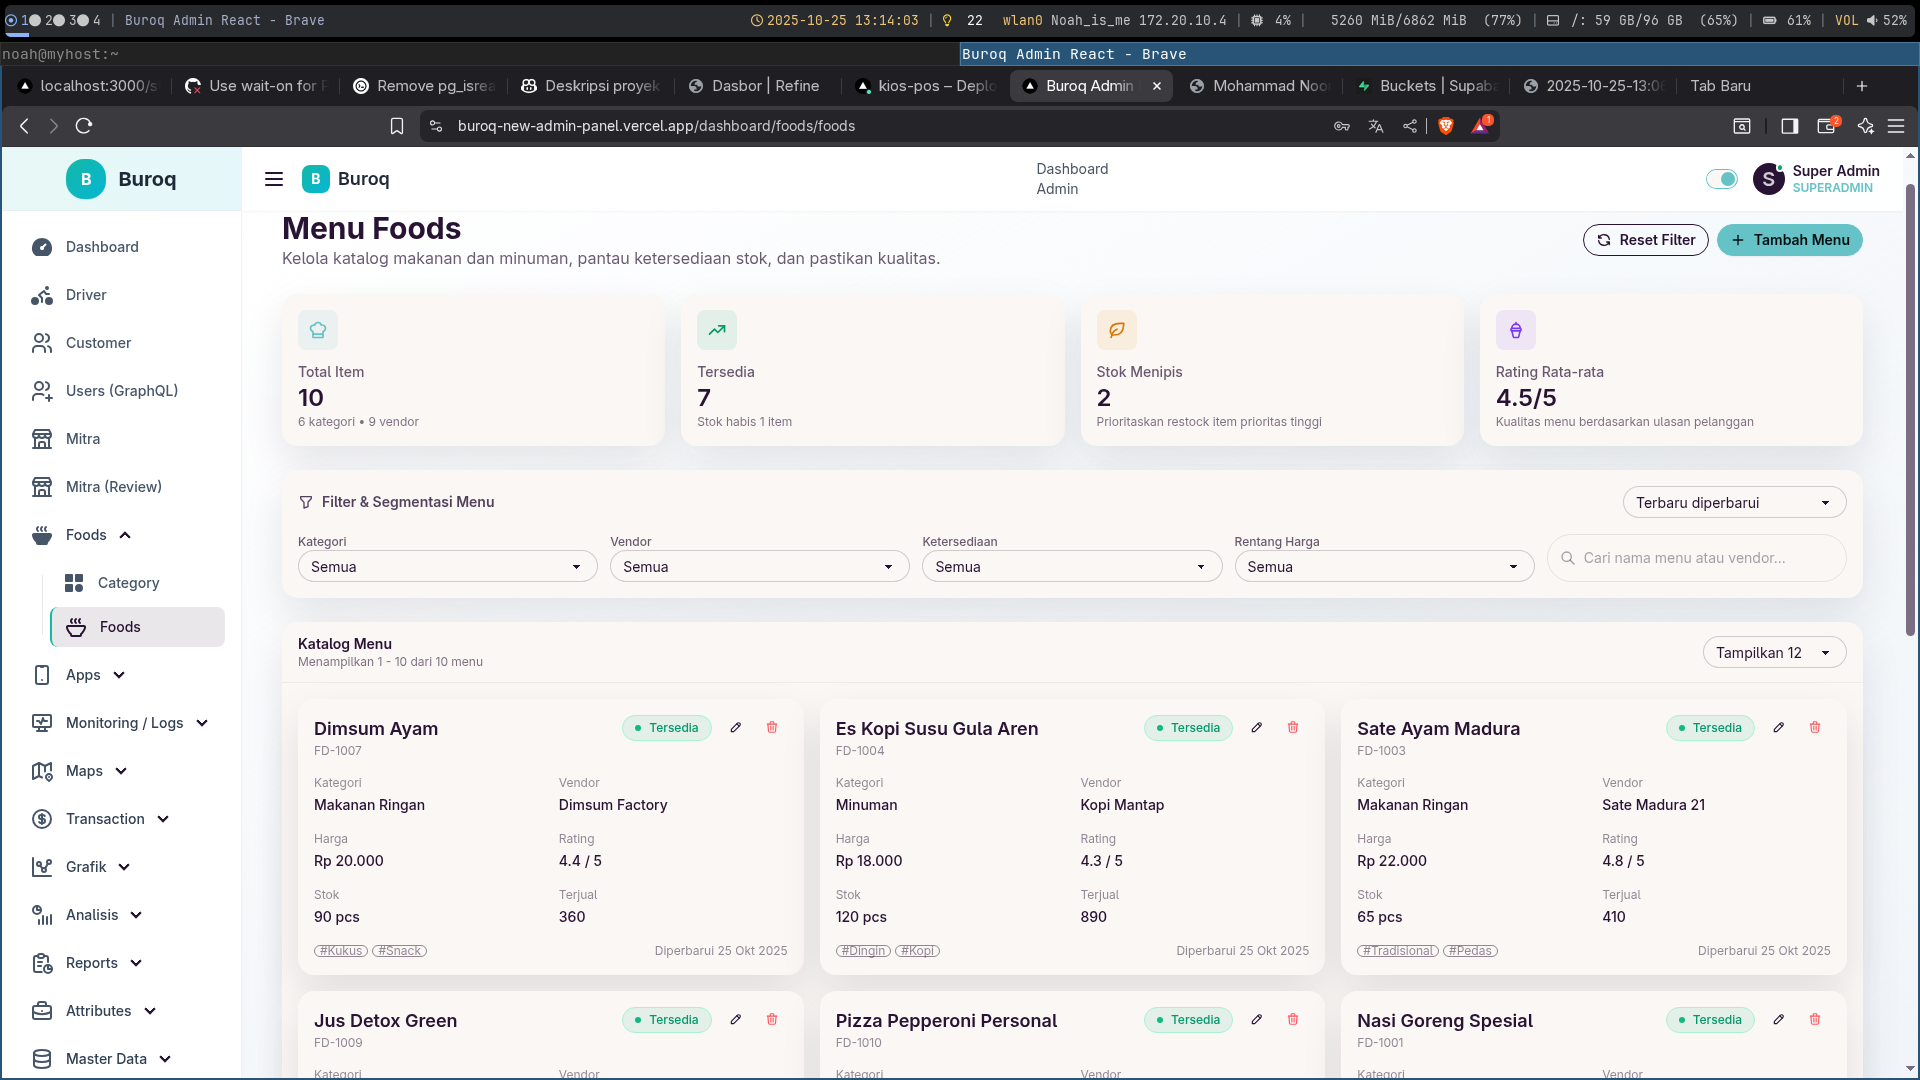 1 2 3 4 | Buroq Admin React - Brave
2025-10-25 13:14:03 | 22 wlan0 Noah_is_me 172.20.10.4 | 4% | 5260 MiB/6862 MiB (77%) | /: 59 GB/96 GB (65%) | 61% | VOL 52%
noah@myhost:~
Buroq Admin React - Brave
localhost:3000/s
Use wait-on for P
Remove pg_isrea
Deskripsi proyek
Dasbor | Refine
kios-pos – Deplo
Buroq Admin
Mohammad Noo
Buckets | Supab
2025-10-25-13:0
Tab Baru
buroq-new-admin-panel.vercel.app/dashboard/foods/foods
1
2
B Buroq
B Buroq
Dashboard
Admin
S
Super Admin
SUPERADMIN
Dashboard
Driver
Customer
Users (GraphQL)
Mitra
Mitra (Review)
Foods
Category
Foods
Apps
Monitoring / Logs
Maps
Transaction
Grafik
Analisis
Reports
Attributes
Master Data
Menu Foods
Kelola katalog makanan dan minuman, pantau ketersediaan stok, dan pastikan kualitas.
Reset Filter
Tambah Menu
Total Item
10
6 kategori • 9 vendor
Tersedia
7
Stok habis 1 item
Stok Menipis
2
Prioritaskan restock item prioritas tinggi
Rating Rata-rata
4.5/5
Kualitas menu berdasarkan ulasan pelanggan
Filter & Segmentasi Menu
Terbaru diperbarui
Kategori
Semua
Vendor
Semua
Ketersediaan
Semua
Rentang Harga
Semua
Cari nama menu atau vendor...
Katalog Menu
Menampilkan 1 - 10 dari 10 menu
Tampilkan 12
Dimsum Ayam
Tersedia
FD-1007
Kategori Vendor
Makanan Ringan Dimsum Factory
Harga Rating
Rp 20.000 4.4 / 5
Stok Terjual
90 pcs 360
#Kukus #Snack Diperbarui 25 Okt 2025
Es Kopi Susu Gula Aren
Tersedia
FD-1004
Kategori Vendor
Minuman Kopi Mantap
Harga Rating
Rp 18.000 4.3 / 5
Stok Terjual
120 pcs 890
#Dingin #Kopi Diperbarui 25 Okt 2025
Sate Ayam Madura
Tersedia
FD-1003
Kategori Vendor
Makanan Ringan Sate Madura 21
Harga Rating
Rp 22.000 4.8 / 5
Stok Terjual
65 pcs 410
#Tradisional #Pedas Diperbarui 25 Okt 2025
Jus Detox Green
Tersedia
FD-1009
Kategori Vendor
Pizza Pepperoni Personal
Tersedia
FD-1010
Kategori Vendor
Nasi Goreng Spesial
Tersedia
FD-1001
Kategori Vendor